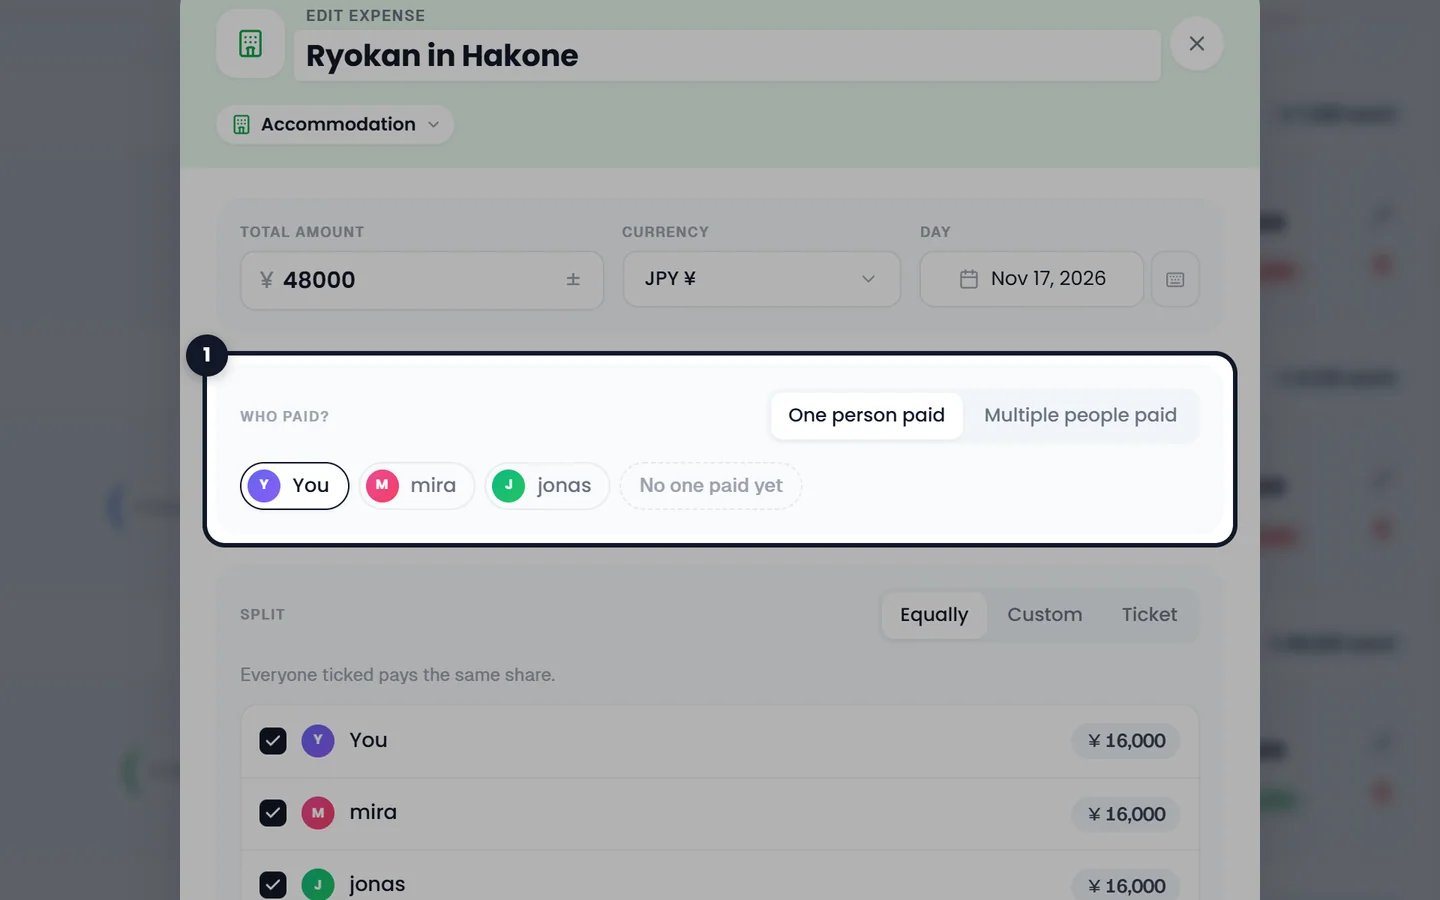 EDIT EXPENSE
Ryokan in Hakone
Accommodation
TOTAL AMOUNT
CURRENCY
DAY
¥ 48000 ±
JPY ¥
Nov 17, 2026
1
WHO PAID?
One person paid
Multiple people paid
Y You
M mira
J jonas
No one paid yet
SPLIT
Equally
Custom
Ticket
Everyone ticked pays the same share.
Y You ¥ 16,000
M mira ¥ 16,000
J jonas ¥ 16,000